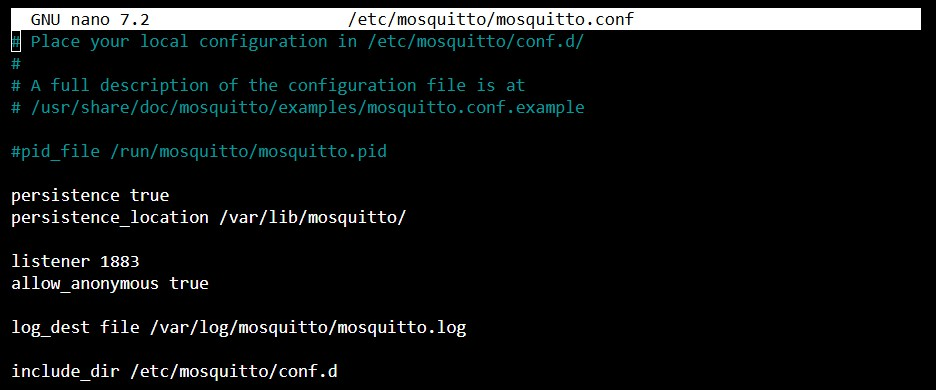 GNU nano 7.2 /etc/mosquitto/mosquitto.conf
# Place your local configuration in /etc/mosquitto/conf.d/
#
# A full description of the configuration file is at
# /usr/share/doc/mosquitto/examples/mosquitto.conf.example
#pid_file /run/mosquitto/mosquitto.pid
persistence true
persistence_location /var/lib/mosquitto/
listener 1883
allow_anonymous true
log_dest file /var/log/mosquitto/mosquitto.log
include_dir /etc/mosquitto/conf.d